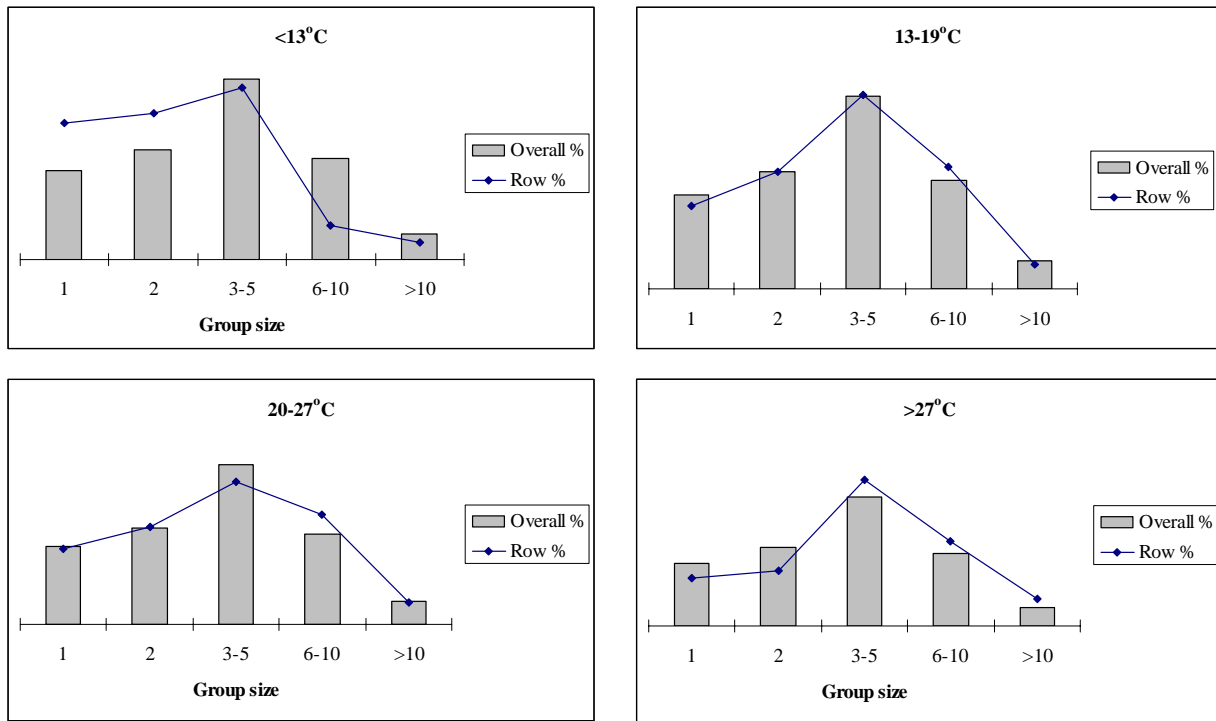 <13°C
Overall %
Row %
1 2 3-5 6-10 >10
Group size
13-19°C
Overall %
Row %
1 2 3-5 6-10 >10
20-27°C
Overall %
Row %
1 2 3-5 6-10 >10
Group size
>27°C
Overall %
Row %
1 2 3-5 6-10 >10
Group size